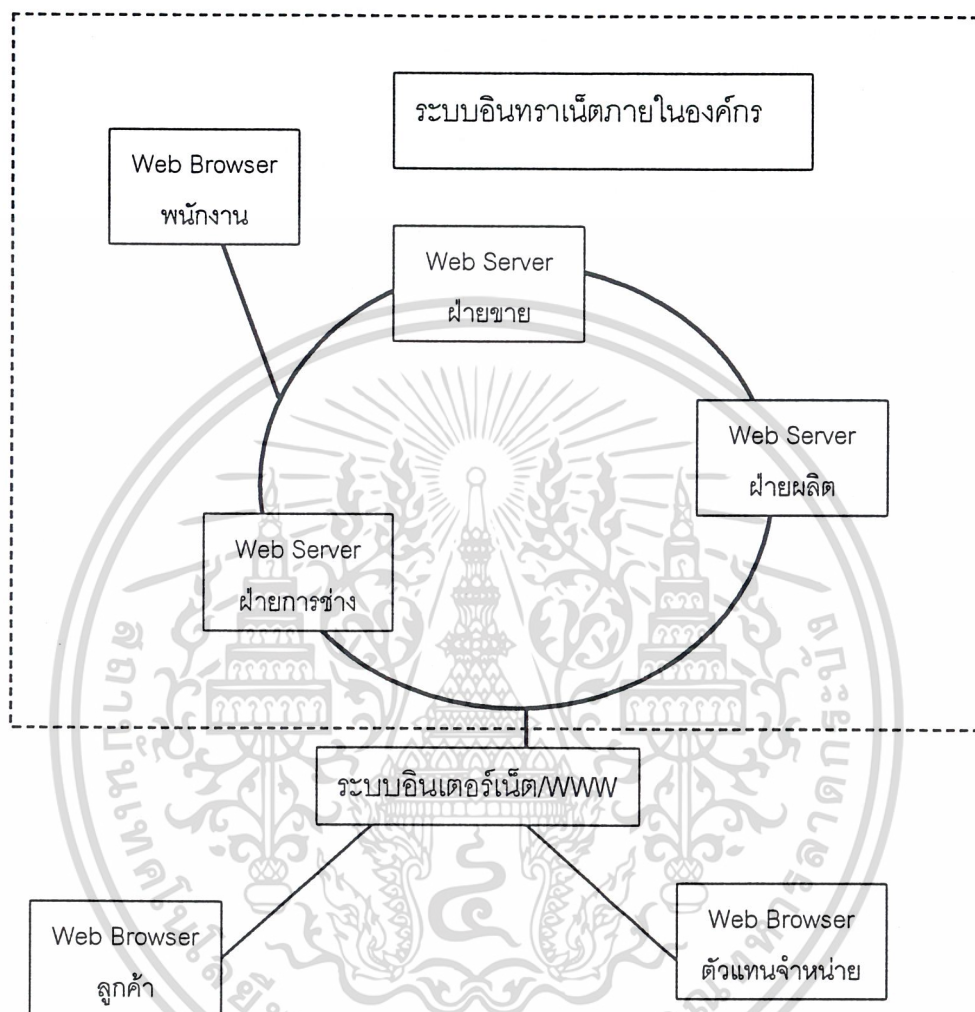 ระบบอินทราเน็ตภายในองค์กร
Web Browser
พนักงาน
Web Server
ฝ่ายขาย
Web Server
ฝ่ายผลิต
Web Server
ฝ่ายการช่าง
ระบบอินเตอร์เน็ต/WWW
Web Browser
ลูกค้า
Web Browser
ตัวแทนจำหน่าย